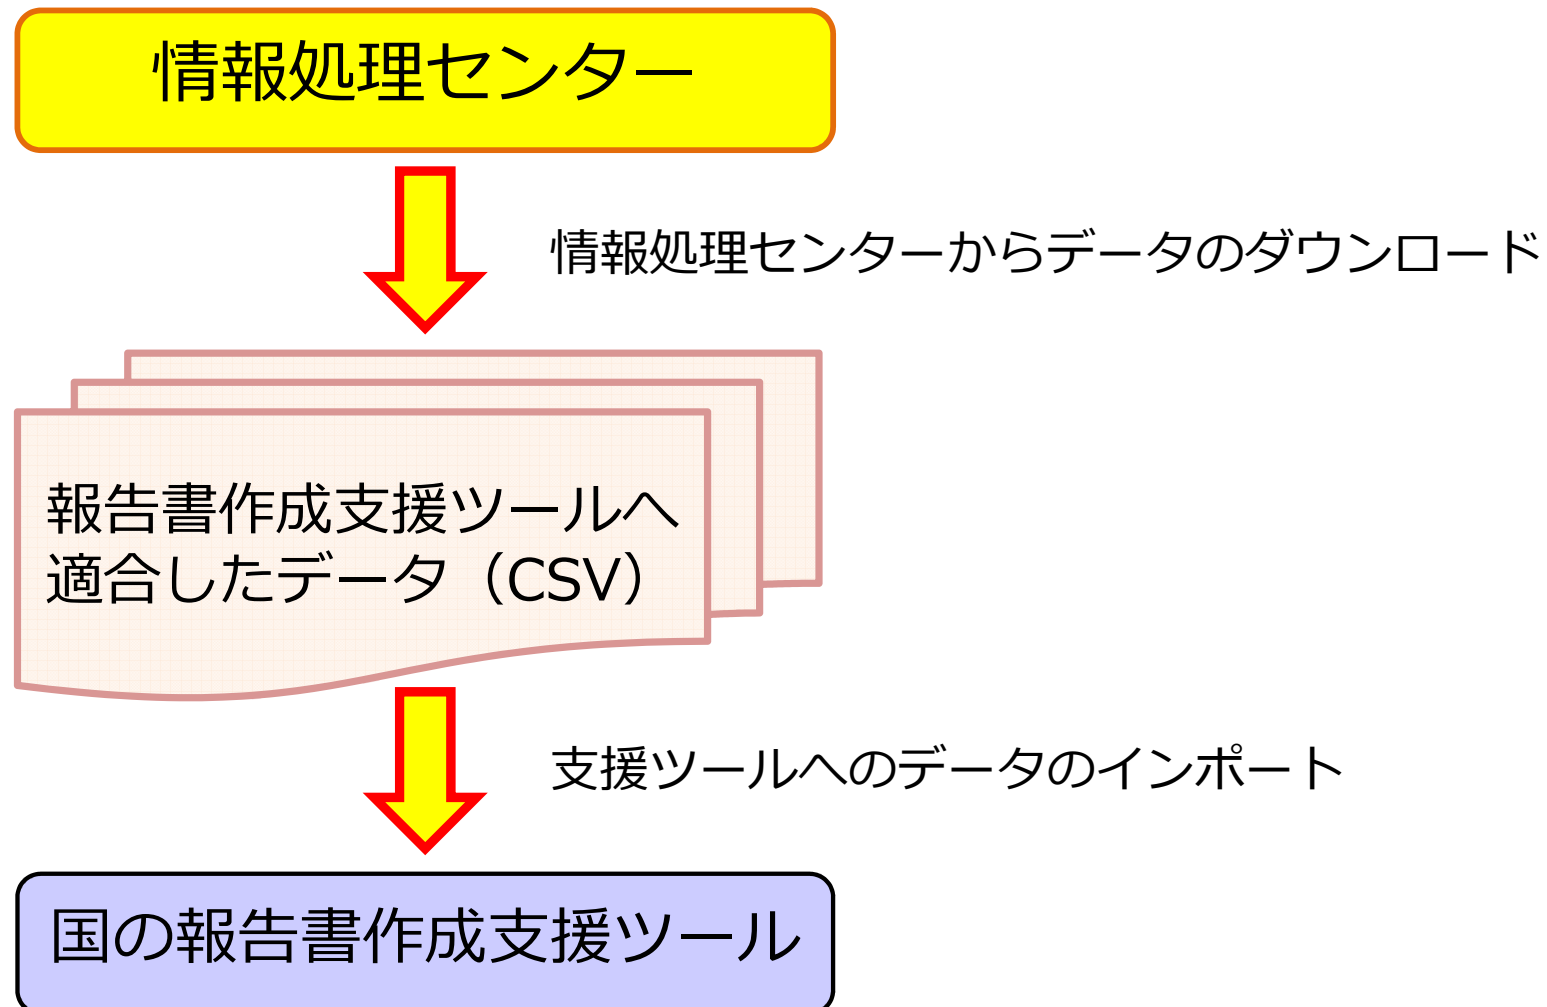 情報処理センター
情報処理センターからデータのダウンロード
報告書作成支援ツールへ
適合したデータ（CSV）
支援ツールへのデータのインポート
国の報告書作成支援ツール